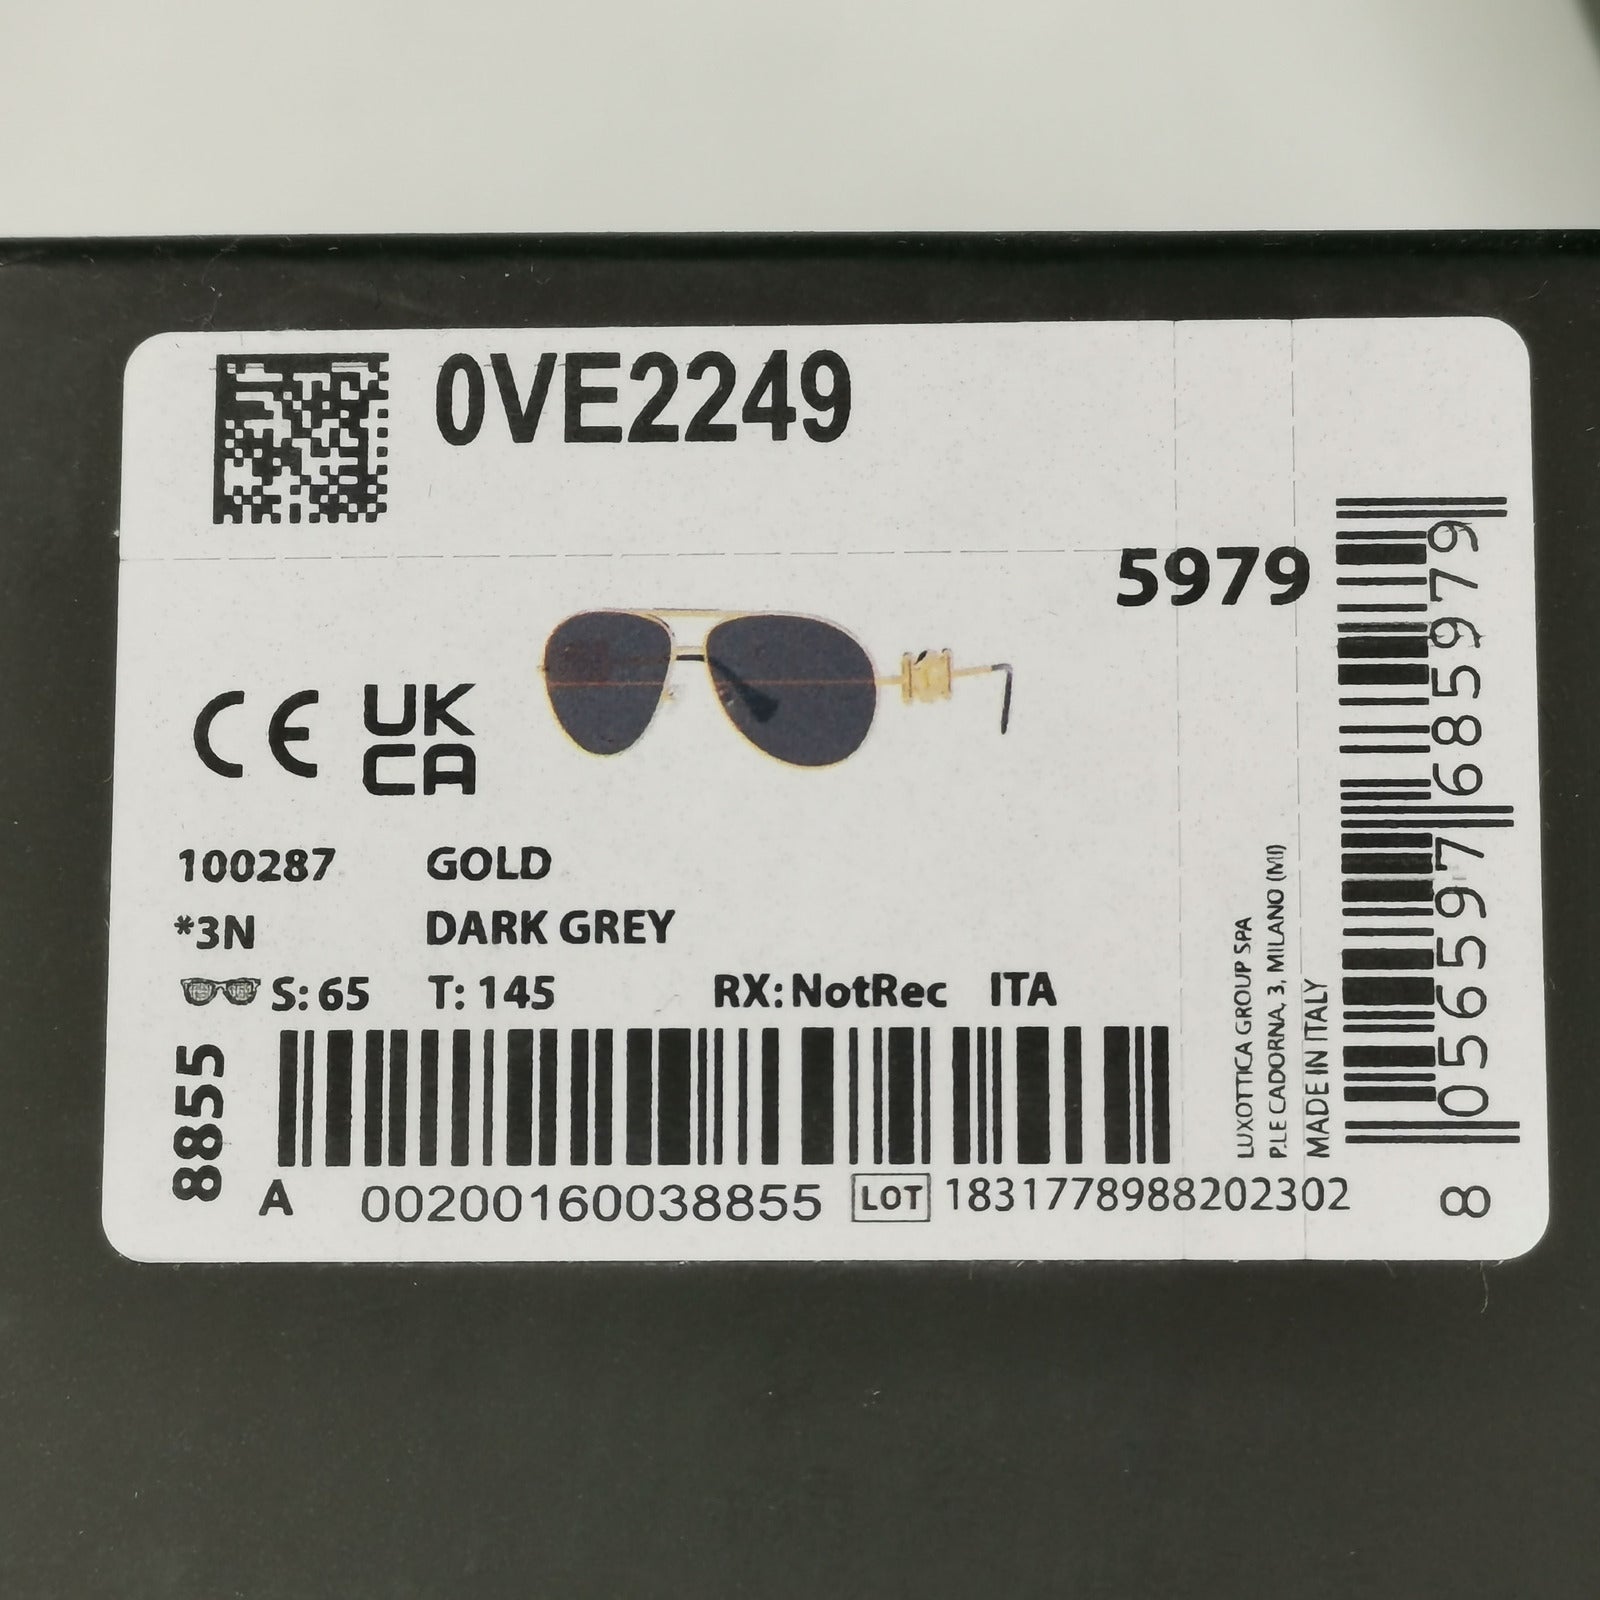 0VE2249
5979
CE UK
CA
100287 GOLD
*3N DARK GREY
S: 65 T: 145 RX: NotRec ITA
8855
A 00200160038855 LOT 1831778988202302
LUXOTTICA GROUP SPA
P.LE CADORNA, 3, MILANO (MI)
MADE IN ITALY
8 056597 685979